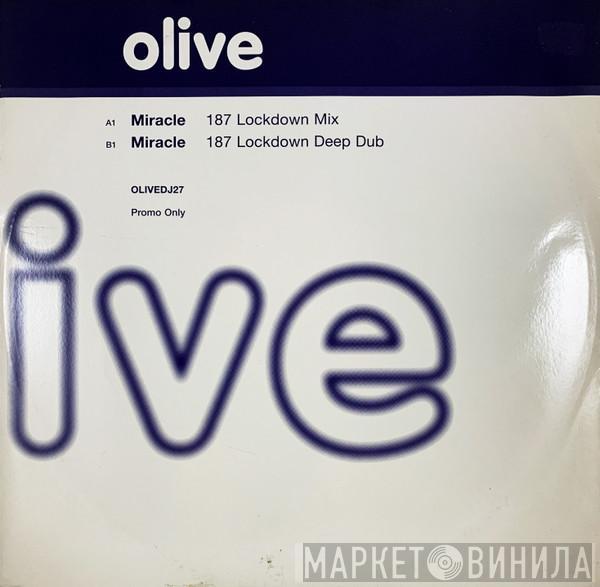 olive
A1 Miracle 187 Lockdown Mix
B1 Miracle 187 Lockdown Deep Dub
OLIVEDJ27
Promo Only
ive
МАРКЕТ ВИНИЛА